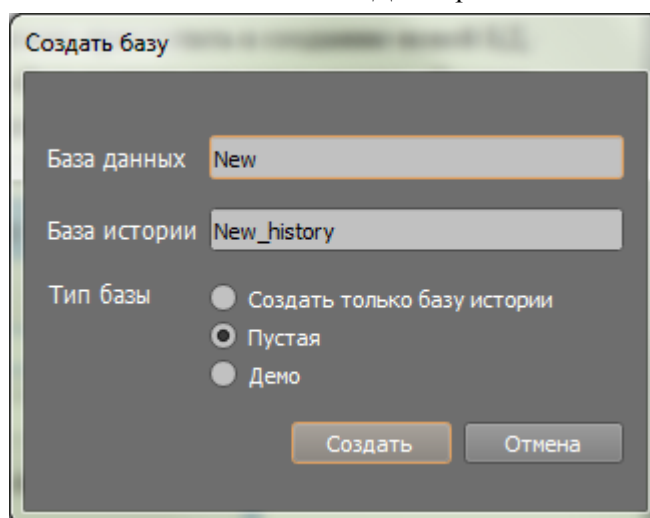 Создать базу
База данных New
База истории New_history
Тип базы Создать только базу истории
Пустая
Демо
Создать Отмена